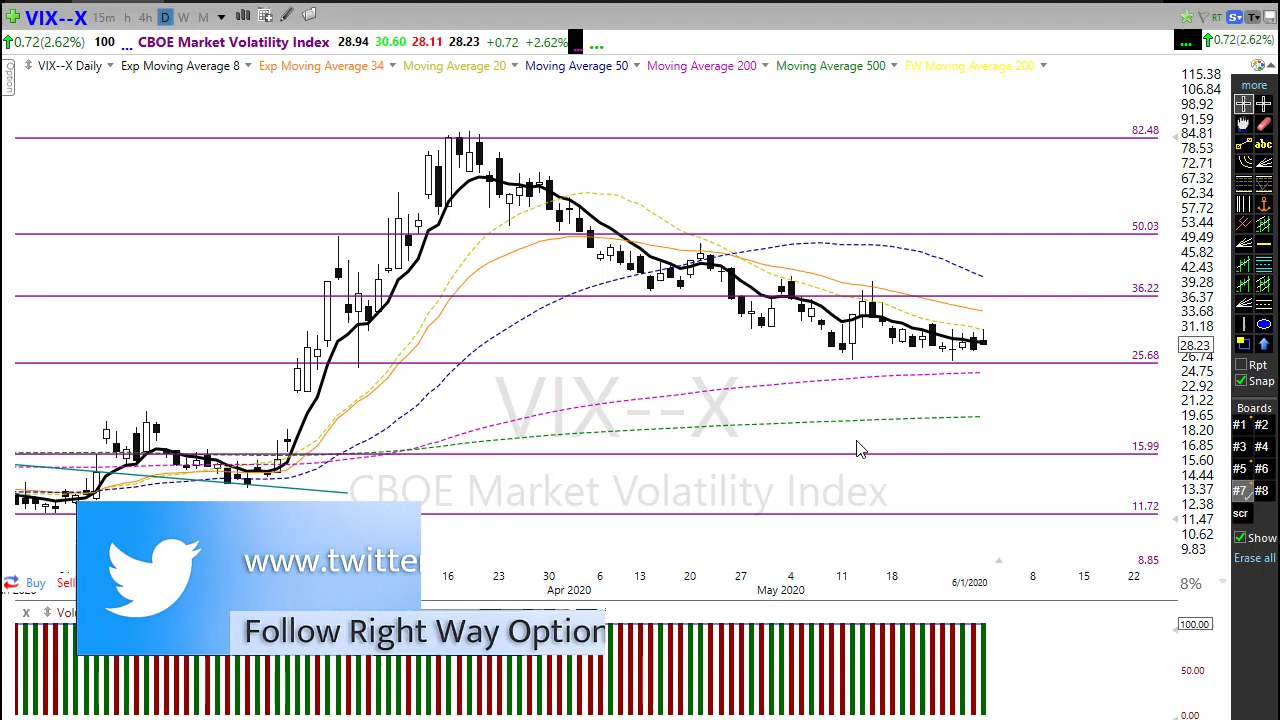 VIX--X 15m h 4h D W M
S T
RT
0.72(2.62%) 100 ... CBOE Market Volatility Index 28.94 30.60 28.11 28.23 +0.72 +2.62% ... ... 0.72(2.62%)
VIX--X Daily Exp Moving Average 8 Exp Moving Average 34 Moving Average 20 Moving Average 50 Moving Average 200 Moving Average 500 FW Moving Average 200
Option
115.38
106.84
98.92
91.59
84.81
78.53
72.71
67.32
62.34
57.72
53.44
49.49
45.82
42.43
39.28
36.37
33.68
31.18
28.23
26.74
24.75
22.92
21.22
19.65
18.20
16.85
15.60
14.44
13.37
12.38
11.47
10.62
9.83
82.48
50.03
36.22
25.68
15.99
11.72
8.85
VIX--X
CBOE Market Volatility Index
more
abc
Rpt
Snap
Boards
#1 #2
#3 #4
#5 #6
#7 #8
scr
Show
Erase all
www.twitter
Follow Right Way Option
Buy Sell
16 23 30 6 13 20 27 4 11 18 6/1/2020 8 15 22
Apr 2020 May 2020
8%
X Volu
100.00
50.00
0.00